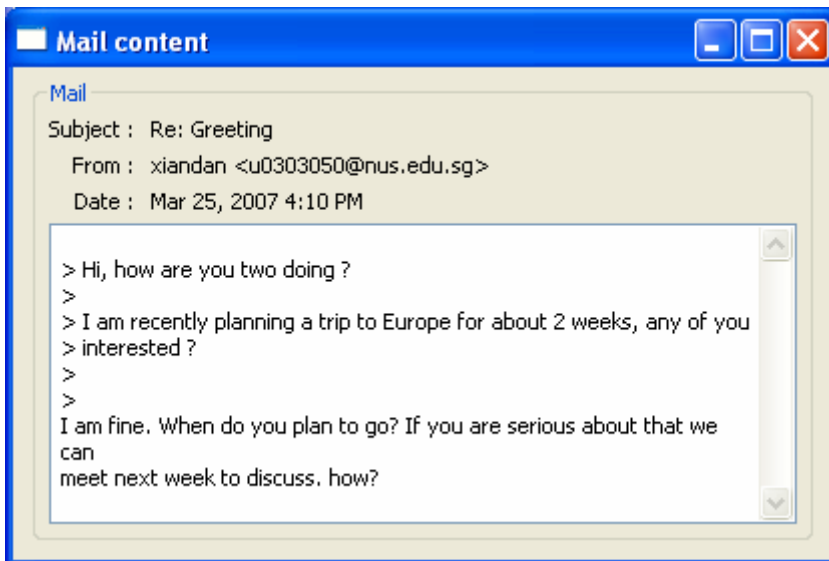 Mail content
Mail
Subject : Re: Greeting
From : xiandan <u0303050@nus.edu.sg>
Date : Mar 25, 2007 4:10 PM
> Hi, how are you two doing ?
>
> I am recently planning a trip to Europe for about 2 weeks, any of you
> interested ?
>
>
I am fine. When do you plan to go? If you are serious about that we
can
meet next week to discuss. how?